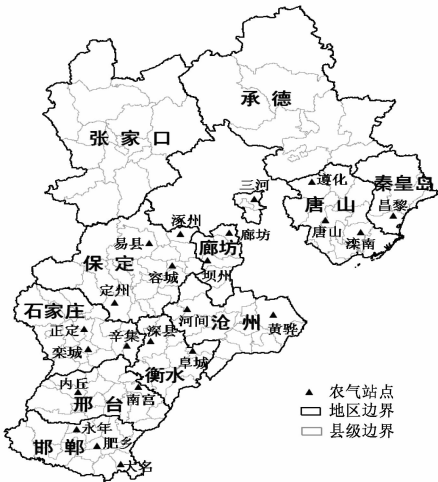 承德
张家口
秦皇岛
遵化
三河
昌黎
唐山
唐山
涿州
滦南
易县
廊坊
廊坊
保定
容城
坝州
定州
石家庄
河间
沧州
黄骅
正定
辛集
深县
栾城
阜城
衡水
内丘
邢台
南宫
农气站点
永年
地区边界
邯郸
肥乡
县级边界
大名